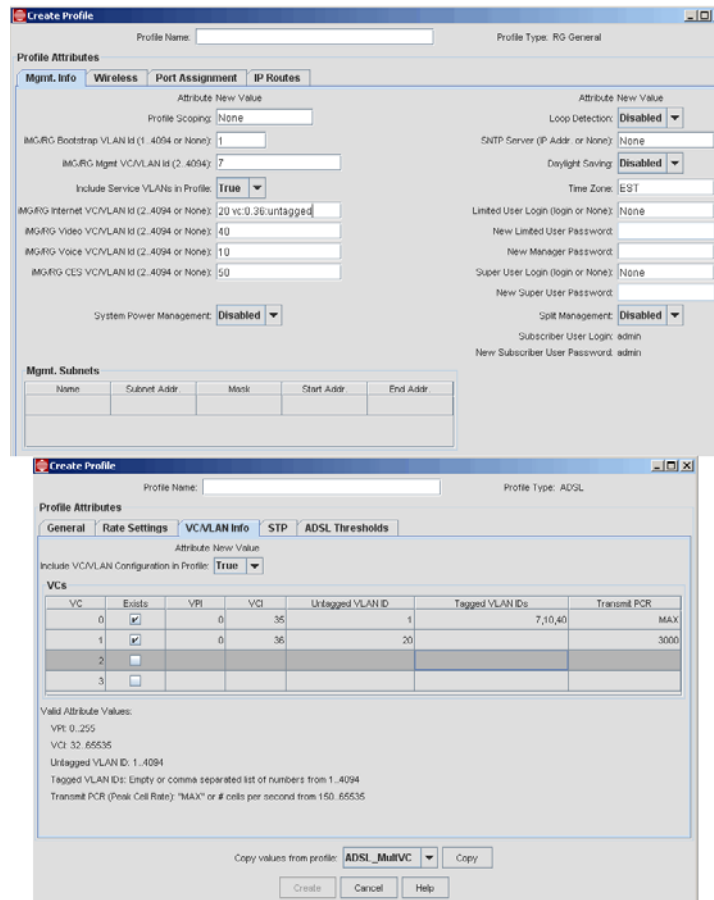 Create Profile
Profile Name: Profile Type: RG General
Profile Attributes
Mgmt. Info Wireless Port Assignment IP Routes
Attribute New Value Attribute New Value
Profile Scoping: None Loop Detection: Disabled
iMG/RG Bootstrap VLAN Id (1..4094 or None): 1 SNTP Server (IP Addr. or None): None
iMG/RG Mgmt VC/VLAN Id (2..4094): 7 Daylight Saving: Disabled
Include Service VLANs in Profile: True Time Zone: EST
iMG/RG Internet VC/VLAN Id (2..4094 or None): 20 vc:0.36:untagged Limited User Login (login or None): None
iMG/RG Video VC/VLAN Id (2..4094 or None): 40 New Limited User Password:
iMG/RG Voice VC/VLAN Id (2..4094 or None): 10 New Manager Password:
iMG/RG CES VC/VLAN Id (2..4094 or None): 50 Super User Login (login or None): None
New Super User Password:
System Power Management: Disabled Split Management: Disabled
Subscriber User Login: admin
New Subscriber User Password: admin
Mgmt. Subnets
Name Subnet Addr. Mask Start Addr. End Addr.
Create Profile
Profile Name: Profile Type: ADSL
Profile Attributes
General Rate Settings VC/VLAN Info STP ADSL Thresholds
Attribute New Value
Include VC/VLAN Configuration in Profile: True
VCs
VC Exists VPI VCI Untagged VLAN ID Tagged VLAN IDs Transmit PCR
0 0 35 1 7,10,40 MAX
1 0 36 20 3000
2
3
Valid Attribute Values:
VPI: 0..255
VCI: 32..65535
Untagged VLAN ID: 1..4094
Tagged VLAN IDs: Empty or comma separated list of numbers from 1..4094
Transmit PCR (Peak Cell Rate): "MAX" or # cells per second from 150..65535
Copy values from profile: ADSL_MultVC Copy
Create Cancel Help